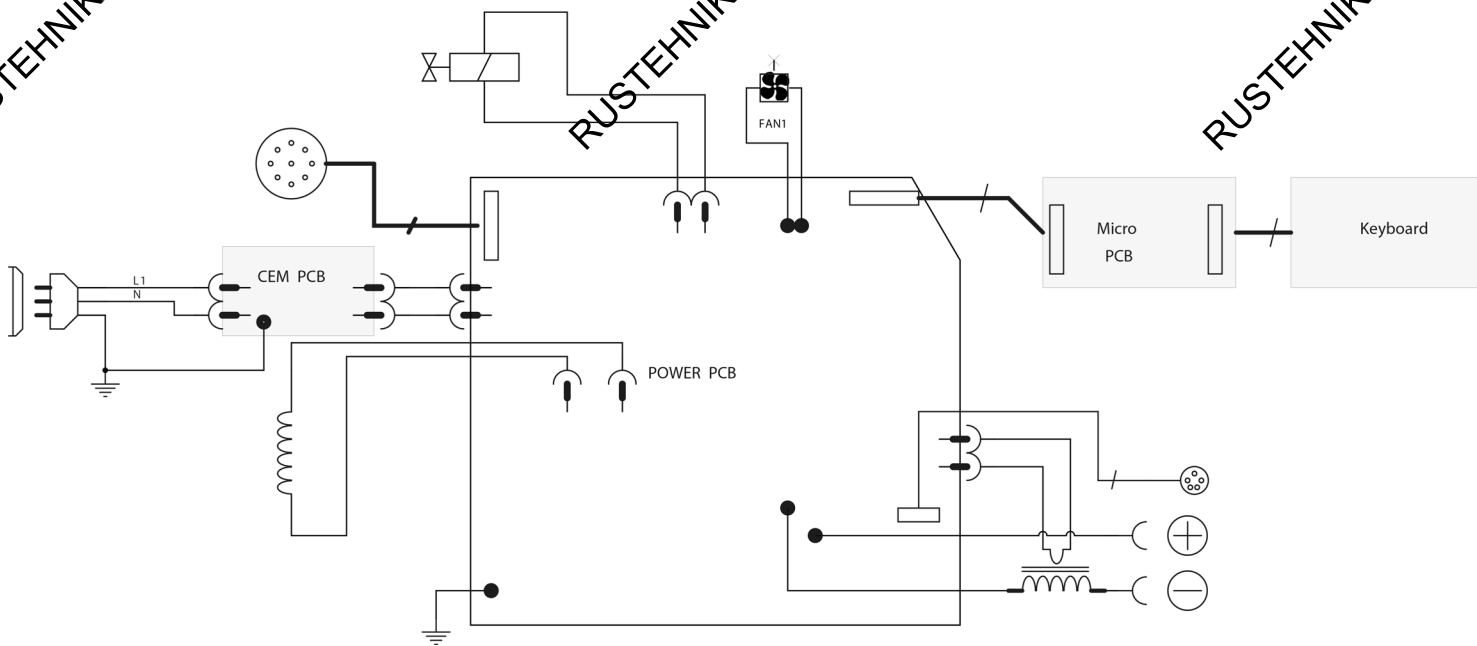 RUSTEHNIK
RUSTEHNIK
FAN1
Micro
PCB
Keyboard
CEM PCB
L1
N
POWER PCB